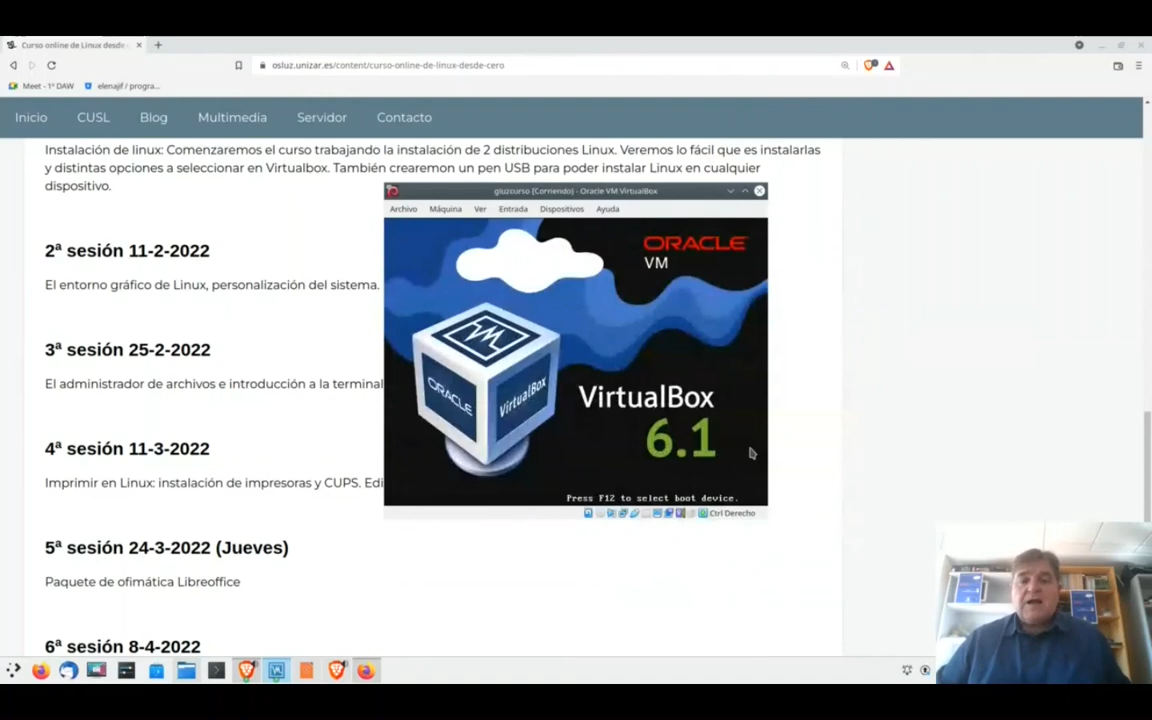 Curso online de Linux desde
osluz.unizar.es/content/curso-online-de-linux-desde-cero
Meet - 1º DAW
elenajif / progra...
Inicio
CUSL
Blog
Multimedia
Servidor
Contacto
Instalación de linux: Comenzaremos el curso trabajando la instalación de 2 distribuciones Linux. Veremos lo fácil que es instalarlas
y distintas opciones a seleccionar en Virtualbox. También crearemon un pen USB para poder instalar Linux en cualquier
dispositivo.
gluzcurso [Corriendo] - Oracle VM VirtualBox
Archivo Máquina Ver Entrada Dispositivos Ayuda
ORACLE
VM
ORACLE
VirtualBox
VirtualBox
6.1
Press F12 to select boot device.
Ctrl Derecho
2ª sesión 11-2-2022
El entorno gráfico de Linux, personalización del sistema.
3ª sesión 25-2-2022
El administrador de archivos e introducción a la terminal
4ª sesión 11-3-2022
Imprimir en Linux: instalación de impresoras y CUPS. Edi
5ª sesión 24-3-2022 (Jueves)
Paquete de ofimática Libreoffice
6ª sesión 8-4-2022